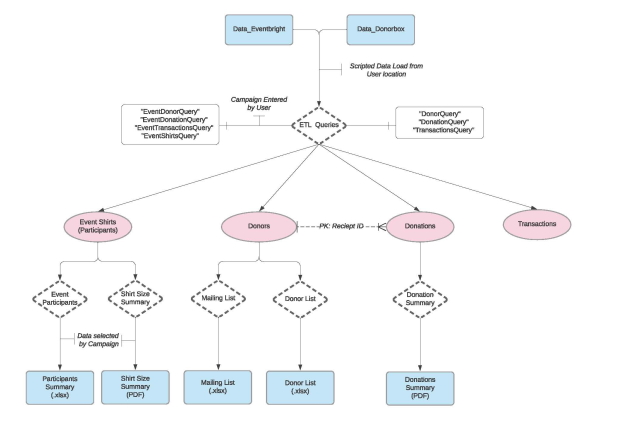 Data_Eventbright
Data_Donorbox
Scripted Data Load from
User location
Campaign Entered
by User
"EventDonorQuery"
"EventDonationQuery"
"EventTransactionsQuery"
"EventShirtsQuery"
ETL Queries
"DonorQuery"
"DonationQuery"
"TransactionsQuery"
Event Shirts
(Participants)
Donors
PK: Reciept ID
Donations
Transactions
Event
Participants
Shirt Size
Summary
Mailing List
Donor List
Donation
Summary
Data selected
by Campaign
Participants
Summary
(.xlsx)
Shirt Size
Summary
(PDF)
Mailing List
(.xlsx)
Donor List
(.xlsx)
Donations
Summary
(PDF)